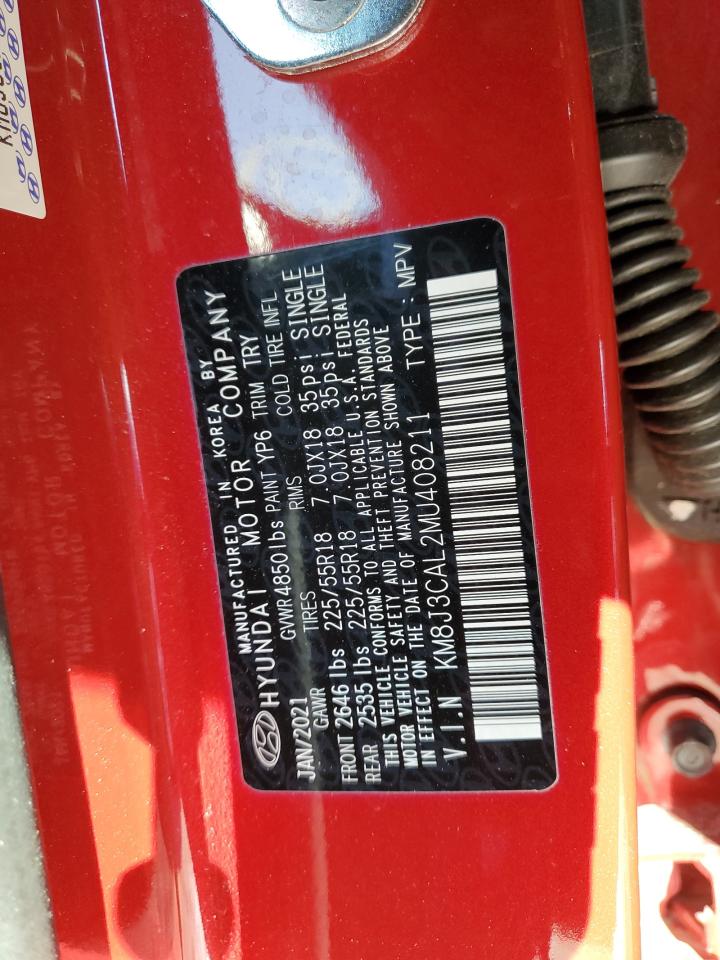 MANUFACTURED IN KOREA BY
HYUNDAI MOTOR COMPANY
GVWR 4850lbs PAINT YP6 TRIM TRY
JAN/2021 TIRES RIMS COLD TIRE INFL
GAWR
FRONT 2646 lbs 225/55R18 7.0JX18 35psi SINGLE
REAR 2535 lbs 225/55R18 7.0JX18 35psi SINGLE
THIS VEHICLE CONFORMS TO ALL APPLICABLE U.S.A. FEDERAL
MOTOR VEHICLE SAFETY AND THEFT PREVENTION STANDARDS
IN EFFECT ON THE DATE OF MANUFACTURE SHOWN ABOVE
V.I.N KM8J3CAL2MU408211 TYPE : MPV